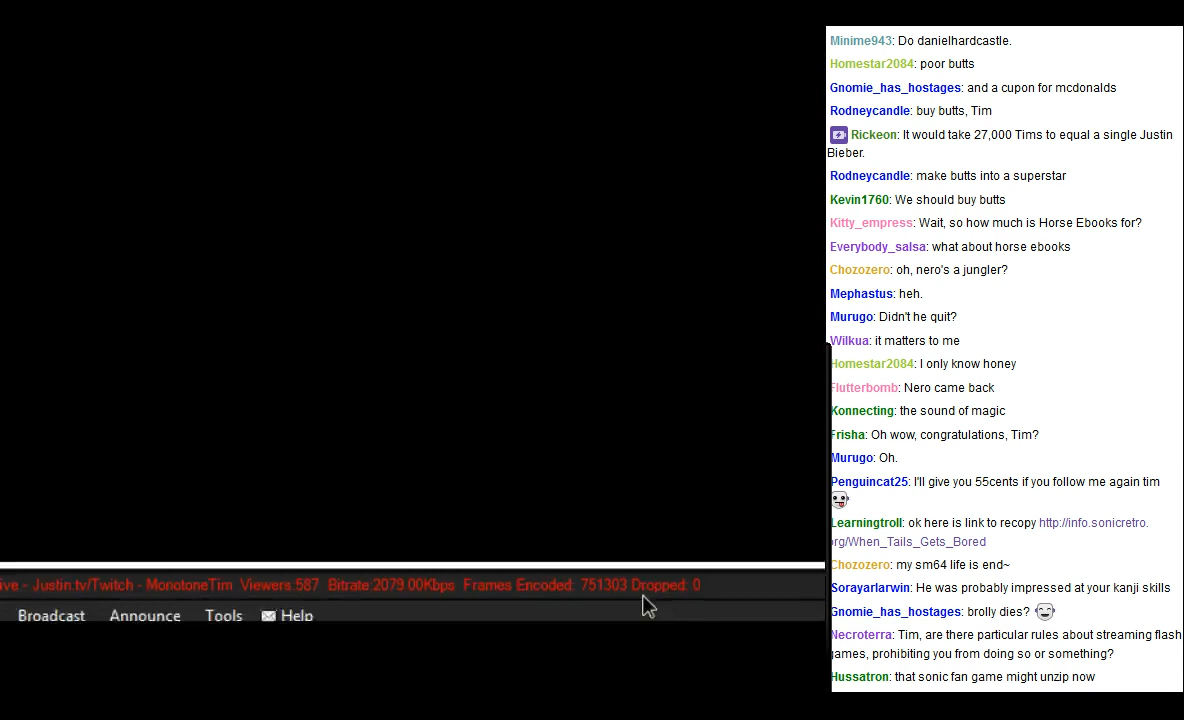 Minime943: Do danielhardcastle.
Homestar2084: poor butts
Gnomie_has_hostages: and a cupon for mcdonalds
Rodneycandle: buy butts, Tim
Rickeon: It would take 27,000 Tims to equal a single Justin
Bieber.
Rodneycandle: make butts into a superstar
Kevin1760: We should buy butts
Kitty_empress: Wait, so how much is Horse Ebooks for?
Everybody_salsa: what about horse ebooks
Chozozero: oh, nero's a jungler?
Mephastus: heh.
Murugo: Didn't he quit?
Wilkua: it matters to me
Homestar2084: I only know honey
Flutterbomb: Nero came back
Konnecting: the sound of magic
Frisha: Oh wow, congratulations, Tim?
Murugo: Oh.
Penguincat25: I'll give you 55cents if you follow me again tim
Learningtroll: ok here is link to recopy http://info.sonicretro.
org/When_Tails_Gets_Bored
Chozozero: my sm64 life is end~
Sorayarlarwin: He was probably impressed at your kanji skills
Gnomie_has_hostages: brolly dies?
Necroterra: Tim, are there particular rules about streaming flash
games, prohibiting you from doing so or something?
Hussatron: that sonic fan game might unzip now
ive - Justin.tv/Twitch - MonotoneTim Viewers:587 Bitrate:2079.00Kbps Frames Encoded: 751303 Dropped: 0
Broadcast Announce Tools Help